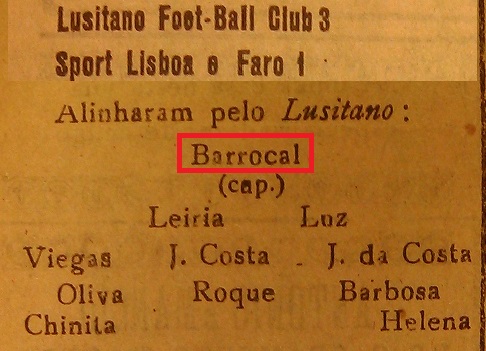 Lusitano Foot-Ball Club 3
Sport Lisboa e Faro 1
Alinharam pelo Lusitano:
Barrocal
(cap.)
Leiria Luz
Viegas J. Costa - J. da Costa
Oliva Roque Barbosa
Chinita Helena